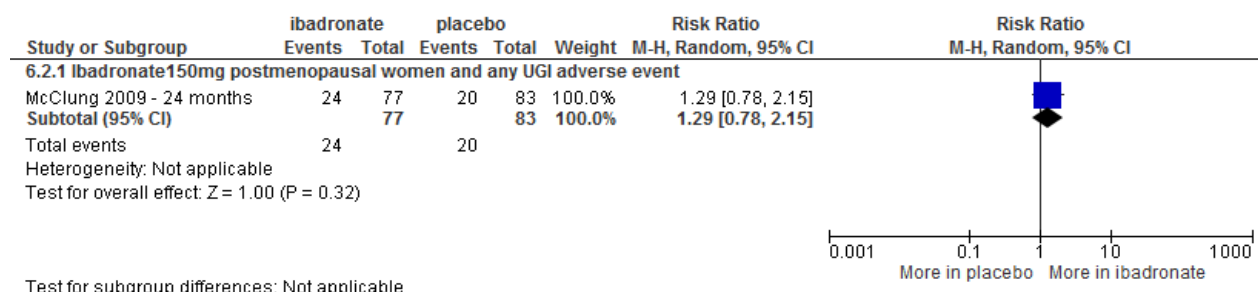 ibadronate placebo Risk Ratio Risk Ratio
Study or Subgroup Events Total Events Total Weight M-H, Random, 95% CI M-H, Random, 95% CI
6.2.1 Ibadronate150mg postmenopausal women and any UGI adverse event
McClung 2009 - 24 months 24 77 20 83 100.0% 1.29 [0.78, 2.15]
Subtotal (95% CI) 77 83 100.0% 1.29 [0.78, 2.15]
Total events 24 20
Heterogeneity: Not applicable
Test for overall effect: Z = 1.00 (P = 0.32)
0.001 0.1 1 10 1000
More in placebo More in ibadronate
Test for subgroup differences: Not applicable